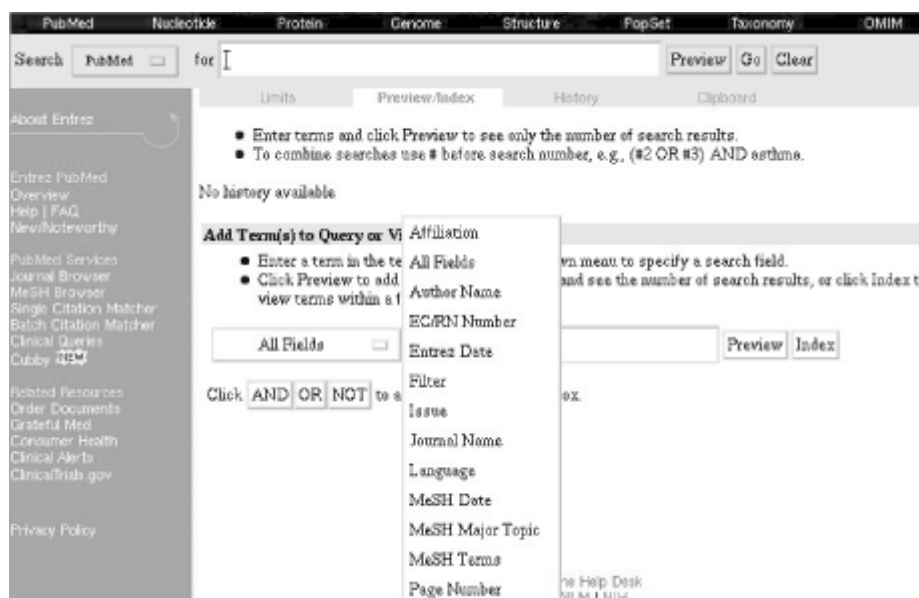 PubMed Nucleotide Protein Genome Structure PopSet Taxonomy OMIM
Search PubMed for Preview Go Clear
Limits Preview/Index History Clipboard
About Entrez
Entrez PubMed
Overview
Help | FAQ
New/Noteworthy
PubMed Services
Journal Browser
MeSH Browser
Single Citation Matcher
Batch Citation Matcher
Clinical Queries
Cubby NEW
Related Resources
Order Documents
Grateful Med
Consumer Health
Clinical Alerts
ClinicalTrials.gov
Privacy Policy
• Enter terms and click Preview to see only the number of search results.
• To combine searches use # before search number, e.g., (#2 OR #3) AND asthma.
No history available
Add Term(s) to Query or Vi
• Enter a term in the te wn menu to specify a search field.
• Click Preview to add and see the number of search results, or click Index t
view terms within a f
All Fields Preview Index
Click AND OR NOT to a ox.
Affiliation
All Fields
Author Name
EC/RN Number
Entrez Date
Filter
Issue
Journal Name
Language
MeSH Date
MeSH Major Topic
MeSH Terms
Page Number
he Help Desk
NLM | NIH